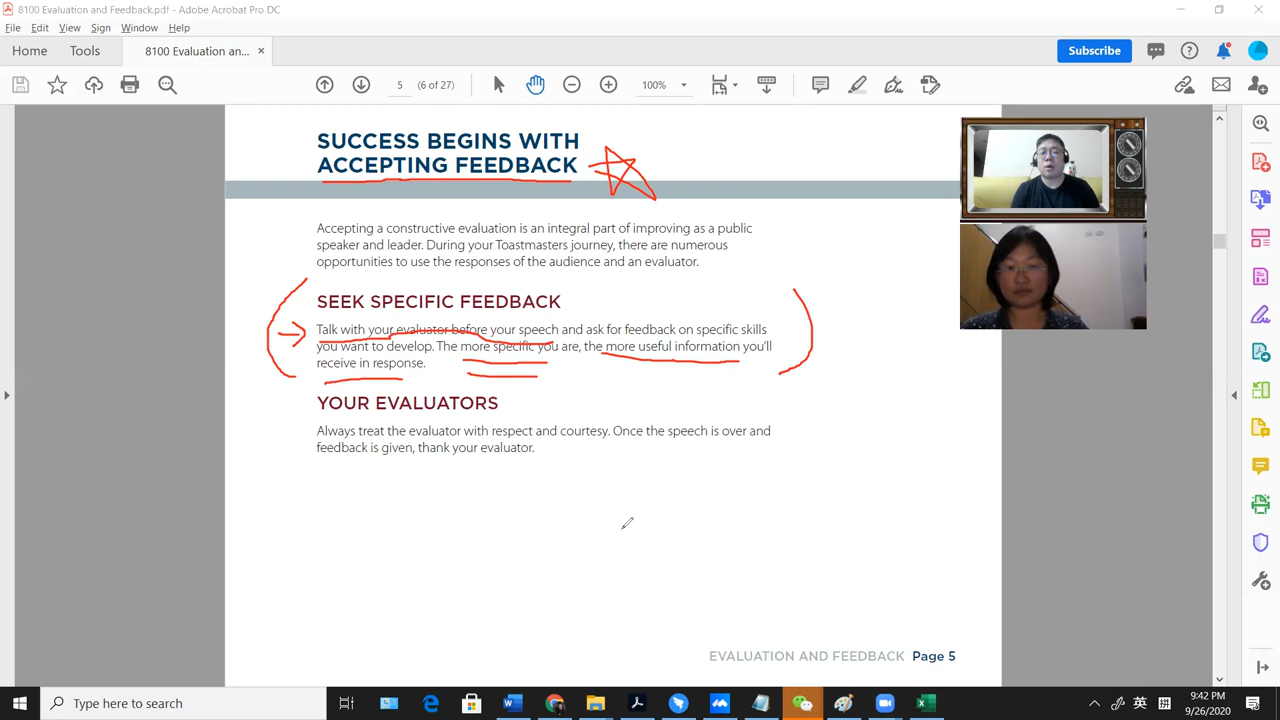 8100 Evaluation and Feedback.pdf - Adobe Acrobat Pro DC
File Edit View Sign Window Help
Home Tools 8100 Evaluation an... × Subscribe
5 (6 of 27) 100%
SUCCESS BEGINS WITH
ACCEPTING FEEDBACK
Accepting a constructive evaluation is an integral part of improving as a public
speaker and leader. During your Toastmasters journey, there are numerous
opportunities to use the responses of the audience and an evaluator.
SEEK SPECIFIC FEEDBACK
Talk with your evaluator before your speech and ask for feedback on specific skills
you want to develop. The more specific you are, the more useful information you'll
receive in response.
YOUR EVALUATORS
Always treat the evaluator with respect and courtesy. Once the speech is over and
feedback is given, thank your evaluator.
EVALUATION AND FEEDBACK Page 5
Type here to search
英 拼
9:42 PM
9/26/2020